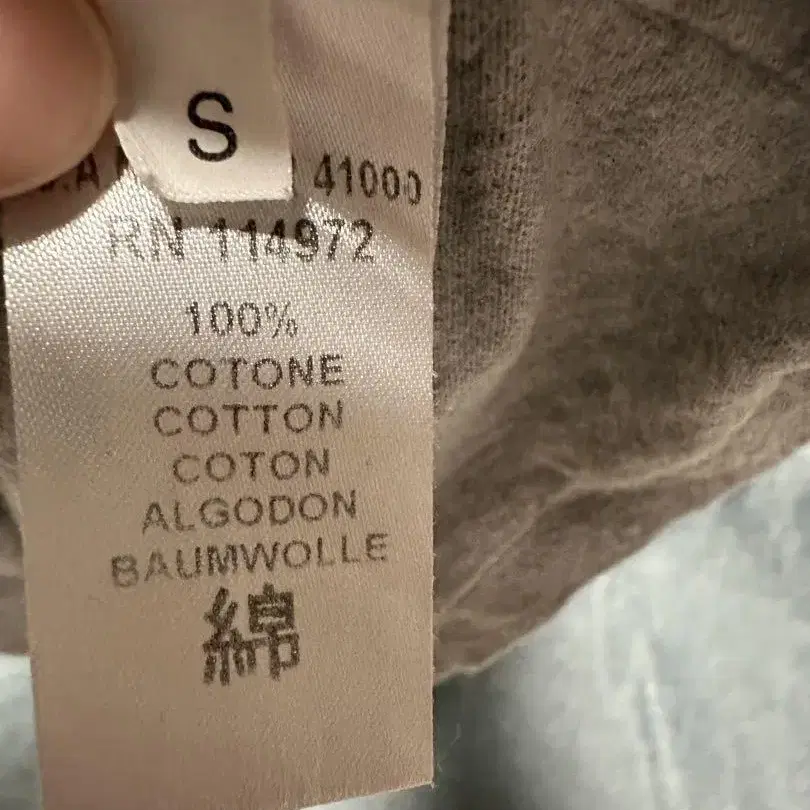 S
41000
RN 114972
100%
COTONE
COTTON
COTON
ALGODON
BAUMWOLLE
綿